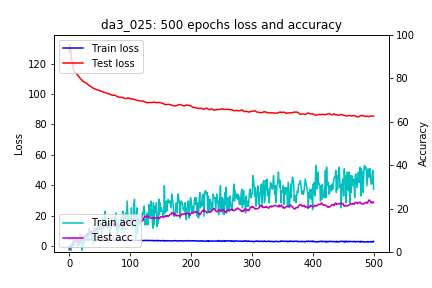 da3_025: 500 epochs loss and accuracy
Train loss
Test loss
Train acc
Test acc
Loss
Accuracy
0
20
40
60
80
100
120
0
20
40
60
80
100
0
100
200
300
400
500